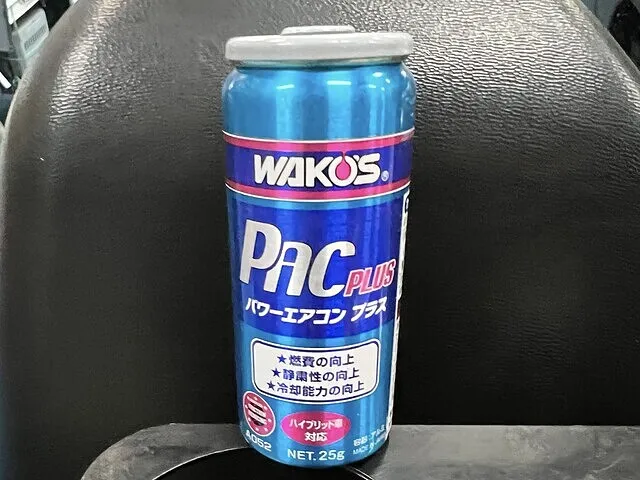 WAKO'S®
PAC PLUS
パワーエアコン プラス
★燃費の向上
★静粛性の向上
★冷却能力の向上
ハイブリッド車
対応
A052
NET.25g